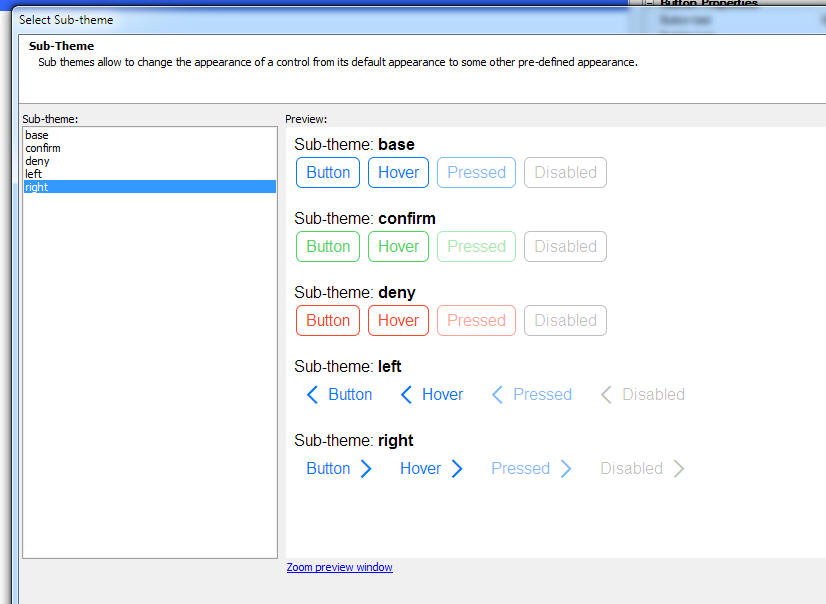 Button Properties
Select Sub-theme
Sub-Theme
Sub themes allow to change the appearance of a control from its default appearance to some other pre-defined appearance.
Sub-theme:
base
confirm
deny
left
right
Preview:
Sub-theme: base
Button Hover Pressed Disabled
Sub-theme: confirm
Button Hover Pressed Disabled
Sub-theme: deny
Button Hover Pressed Disabled
Sub-theme: left
Button Hover Pressed Disabled
Sub-theme: right
Button Hover Pressed Disabled
Zoom preview window